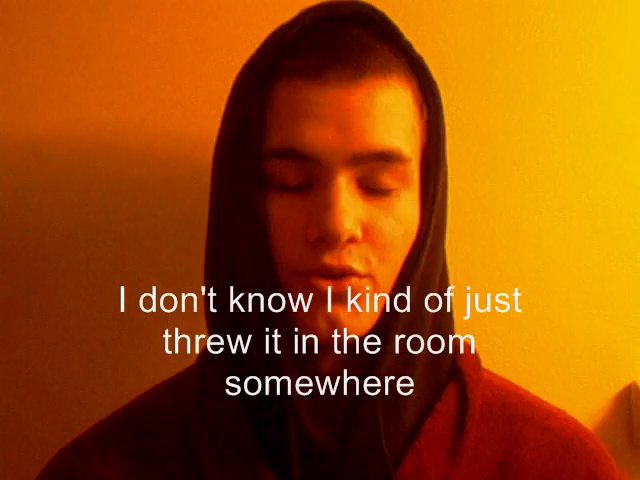 I don't know I kind of just
threw it in the room
somewhere